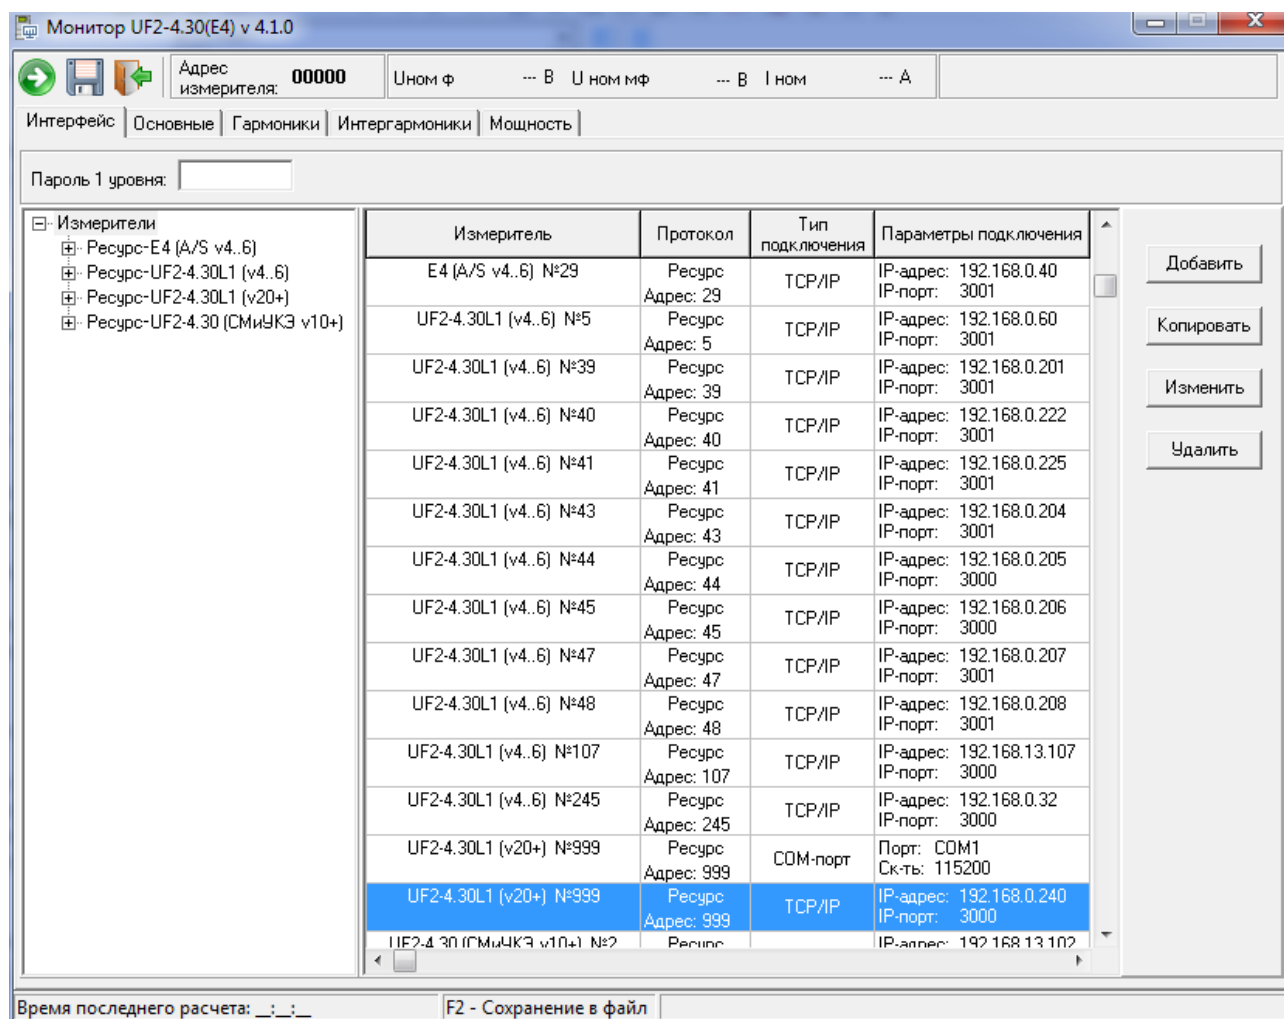 Монитор UF2-4.30(E4) v 4.1.0
Адрес измерителя: 00000 Uном ф --- В U ном мф --- В I ном --- А
Интерфейс Основные Гармоники Интергармоники Мощность
Пароль 1 уровня:
Измерители
Ресурс-E4 (A/S v4..6)
Ресурс-UF2-4.30L1 (v4..6)
Ресурс-UF2-4.30L1 (v20+)
Ресурс-UF2-4.30 (СМиУКЭ v10+)
Измеритель Протокол Тип подключения Параметры подключения
E4 (A/S v4..6) №29 Ресурс Адрес: 29 TCP/IP IP-адрес: 192.168.0.40 IP-порт: 3001
UF2-4.30L1 (v4..6) №5 Ресурс Адрес: 5 TCP/IP IP-адрес: 192.168.0.60 IP-порт: 3001
UF2-4.30L1 (v4..6) №39 Ресурс Адрес: 39 TCP/IP IP-адрес: 192.168.0.201 IP-порт: 3001
UF2-4.30L1 (v4..6) №40 Ресурс Адрес: 40 TCP/IP IP-адрес: 192.168.0.222 IP-порт: 3001
UF2-4.30L1 (v4..6) №41 Ресурс Адрес: 41 TCP/IP IP-адрес: 192.168.0.225 IP-порт: 3001
UF2-4.30L1 (v4..6) №43 Ресурс Адрес: 43 TCP/IP IP-адрес: 192.168.0.204 IP-порт: 3001
UF2-4.30L1 (v4..6) №44 Ресурс Адрес: 44 TCP/IP IP-адрес: 192.168.0.205 IP-порт: 3000
UF2-4.30L1 (v4..6) №45 Ресурс Адрес: 45 TCP/IP IP-адрес: 192.168.0.206 IP-порт: 3000
UF2-4.30L1 (v4..6) №47 Ресурс Адрес: 47 TCP/IP IP-адрес: 192.168.0.207 IP-порт: 3001
UF2-4.30L1 (v4..6) №48 Ресурс Адрес: 48 TCP/IP IP-адрес: 192.168.0.208 IP-порт: 3001
UF2-4.30L1 (v4..6) №107 Ресурс Адрес: 107 TCP/IP IP-адрес: 192.168.13.107 IP-порт: 3000
UF2-4.30L1 (v4..6) №245 Ресурс Адрес: 245 TCP/IP IP-адрес: 192.168.0.32 IP-порт: 3000
UF2-4.30L1 (v20+) №999 Ресурс Адрес: 999 COM-порт Порт: COM1 Ск-ть: 115200
UF2-4.30L1 (v20+) №999 Ресурс Адрес: 999 TCP/IP IP-адрес: 192.168.0.240 IP-порт: 3000
UF2-4.30 (СМиУКЭ v10+) №2 Ресурс IP-адрес: 192.168.13.102
Добавить
Копировать
Изменить
Удалить
Время последнего расчета: __:__:__ F2 - Сохранение в файл